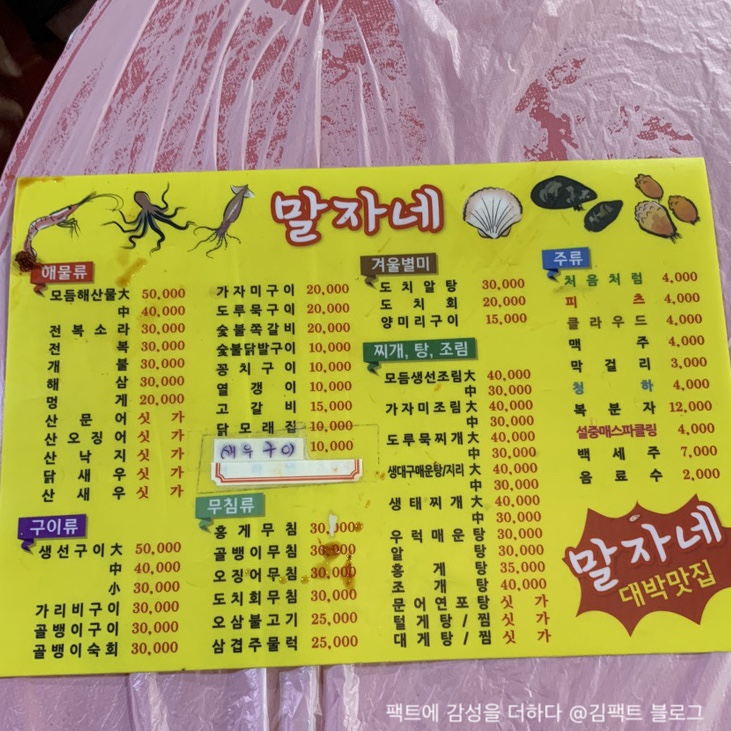 말자네
해물류
모듬해산물 大 50,000
中 40,000
전복소라 30,000
전복 30,000
개불 30,000
해삼 30,000
멍게 20,000
산문어 싯가
산오징어 싯가
산낙지 싯가
닭새우 싯가
산새우 싯가
구이류
생선구이 大 50,000
中 40,000
小 30,000
가리비구이 30,000
골뱅이구이 30,000
골뱅이숙회 30,000
가자미구이 20,000
도루묵구이 20,000
숯불쪽갈비 20,000
숯불닭발구이 10,000
꽁치구이 10,000
열갱이 10,000
고갈비 15,000
닭모래집 10,000
새우구이 10,000
무침류
홍게무침 30,000
골뱅이무침 30,000
오징어무침 30,000
도치회무침 30,000
오삼불고기 25,000
삼겹주물럭 25,000
겨울별미
도치알탕 30,000
도치회 20,000
양미리구이 15,000
찌개, 탕, 조림
모듬생선조림 大 40,000
中 30,000
가자미조림 大 40,000
中 30,000
도루묵찌개 大 40,000
中 30,000
생대구매운탕/지리 大 40,000
中 30,000
생태찌개 大 40,000
中 30,000
우럭매운탕 30,000
알탕 30,000
홍게탕 35,000
조개탕 40,000
문어연포탕 싯가
털게탕/찜 싯가
대게탕/찜 싯가
주류
처음처럼 4,000
피츠 4,000
클라우드 4,000
맥주 4,000
막걸리 3,000
청하 4,000
복분자 12,000
설중매스파클링 4,000
백세주 7,000
음료수 2,000
말자네
대박맛집
팩트에 감성을 더하다 @김팩트 블로그